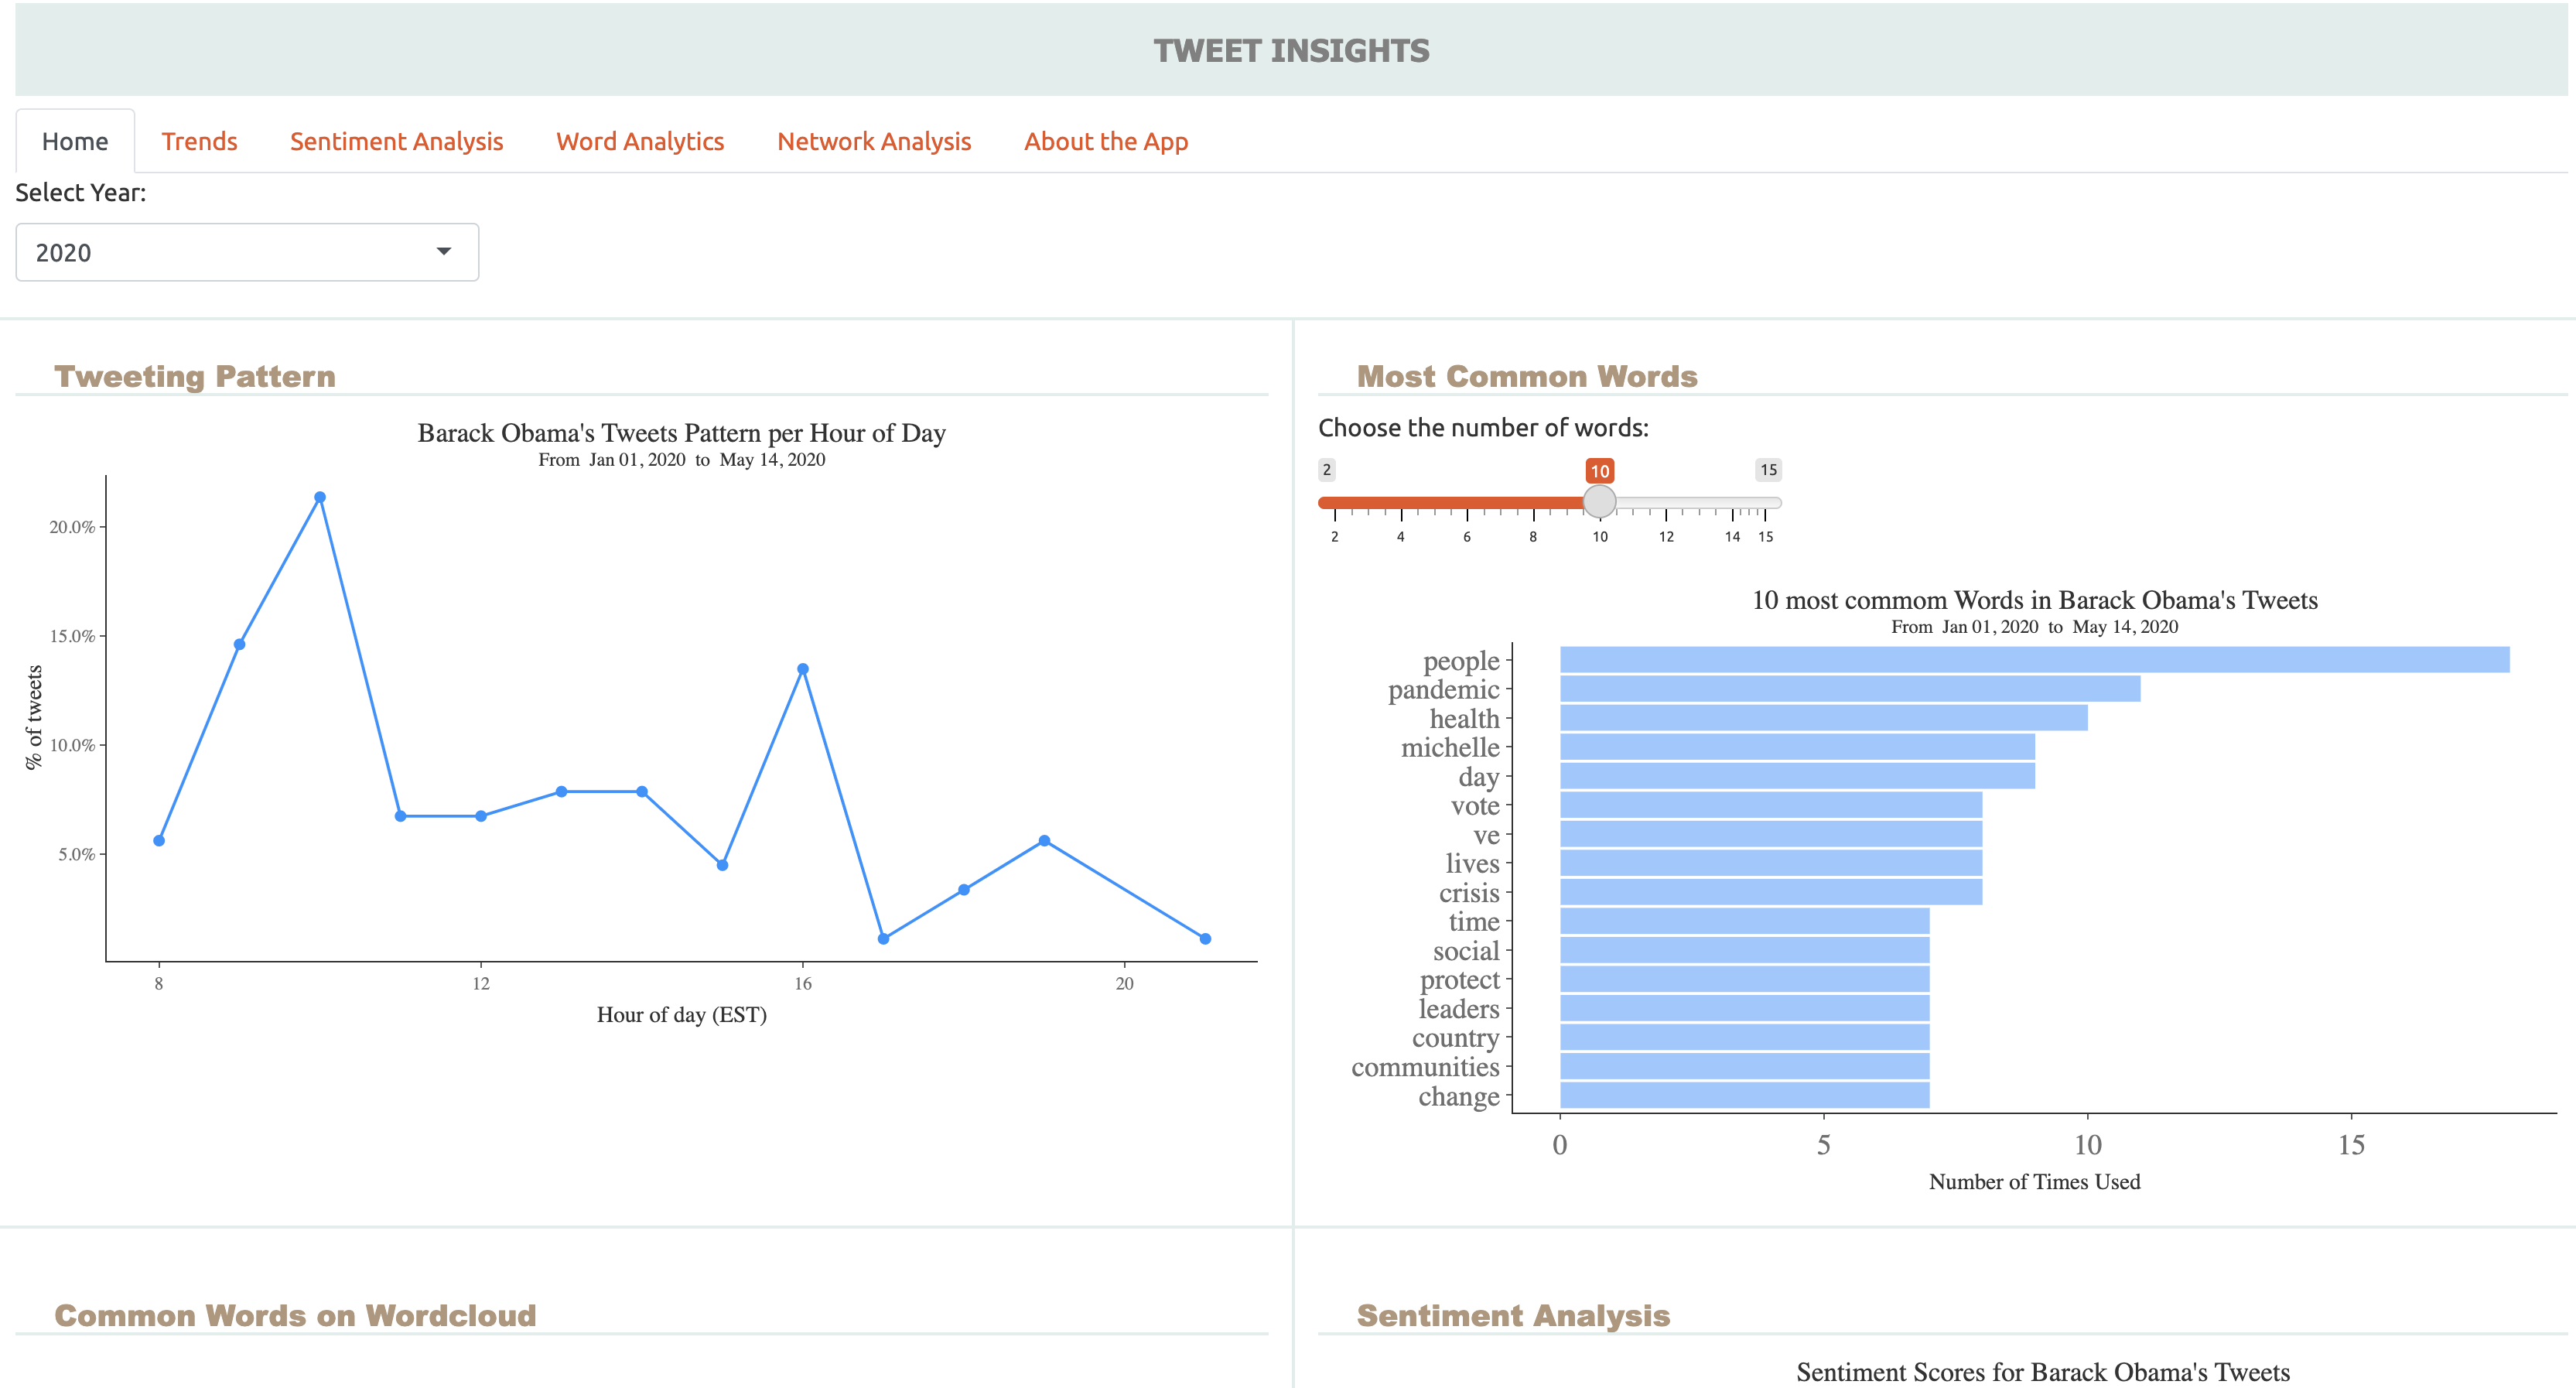 TWEET INSIGHTS
Home Trends Sentiment Analysis Word Analytics Network Analysis About the App
Select Year:
2020
Tweeting Pattern
Barack Obama's Tweets Pattern per Hour of Day
From Jan 01, 2020 to May 14, 2020
% of tweets
20.0%
15.0%
10.0%
5.0%
8 12 16 20
Hour of day (EST)
Most Common Words
Choose the number of words:
2 10 15
2 4 6 8 10 12 14 15
10 most commom Words in Barack Obama's Tweets
From Jan 01, 2020 to May 14, 2020
people
pandemic
health
michelle
day
vote
ve
lives
crisis
time
social
protect
leaders
country
communities
change
0 5 10 15
Number of Times Used
Common Words on Wordcloud
Sentiment Analysis
Sentiment Scores for Barack Obama's Tweets